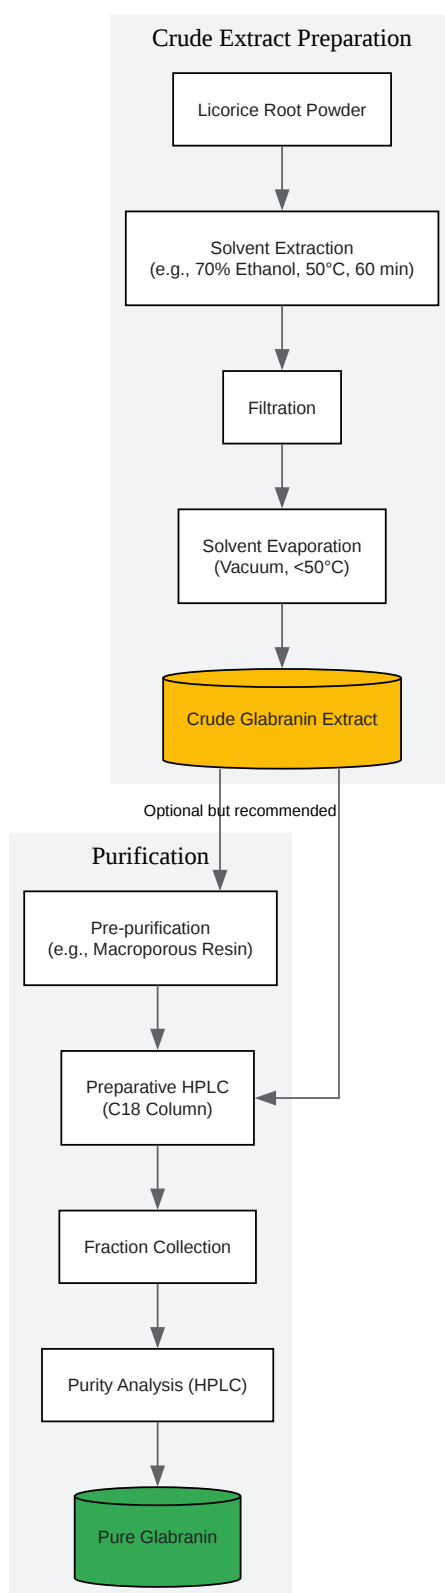 Crude Extract Preparation
Licorice Root Powder
Solvent Extraction
(e.g., 70% Ethanol, 50°C, 60 min)
Filtration
Solvent Evaporation
(Vacuum, <50°C)
Crude Glabranin Extract
Optional but recommended
Purification
Pre-purification
(e.g., Macroporous Resin)
Preparative HPLC
(C18 Column)
Fraction Collection
Purity Analysis (HPLC)
Pure Glabranin